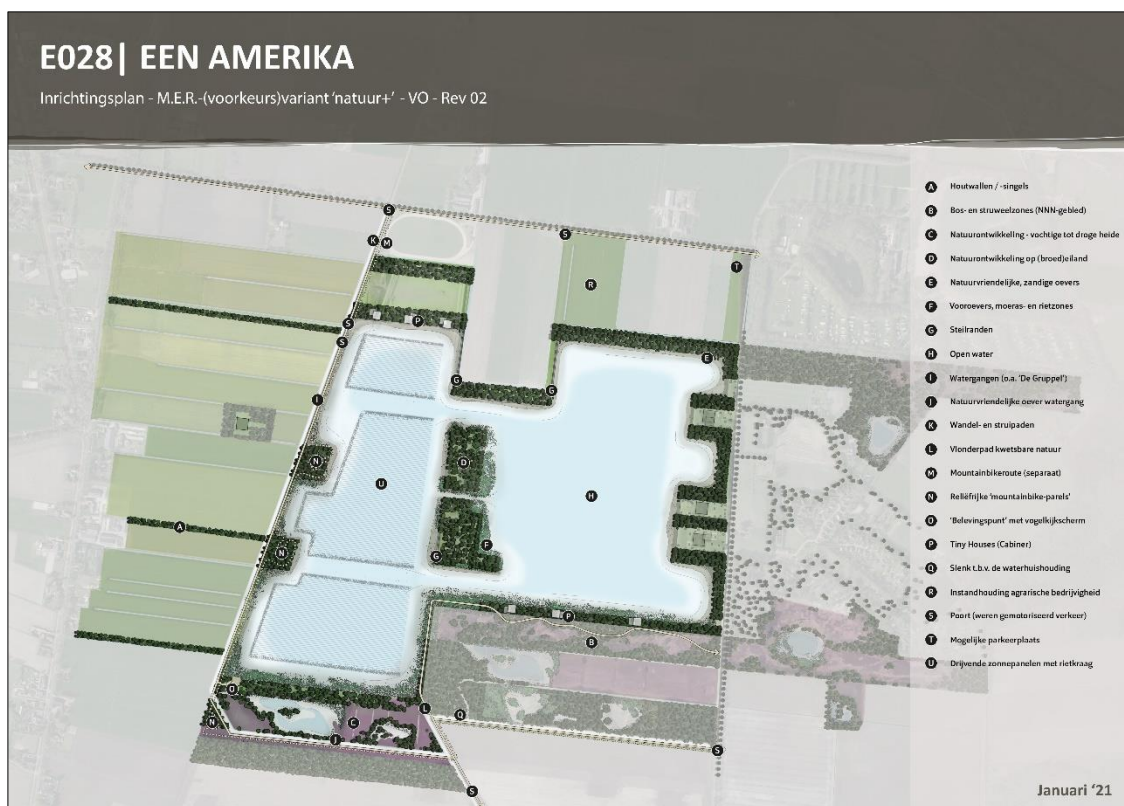 E028| EEN AMERIKA
Inrichtingsplan - M.E.R.-(voorkeurs)variant 'natuur+' - VO - Rev 02
A Houtwallen / -singels
B Bos- en struweelzones (NNN-gebied)
C Natuurontwikkeling - vochtige tot droge heide
D Natuurontwikkeling op (broed)eiland
E Natuurvriendelijke, zandige oevers
F Vooroevers, moeras- en rietzones
G Steilranden
H Open water
I Watergangen (o.a. 'De Gruppel')
J Natuurvriendelijke oever watergang
K Wandel- en struipaden
L Vlonderpad kwetsbare natuur
M Mountainbikeroute (separaat)
N Reliëfrijke 'mountainbike-parels'
O 'Belevingspunt' met vogelkijkscherm
P Tiny Houses (Cabiner)
Q Slenk t.b.v. de waterhuishouding
R Instandhouding agrarische bedrijvigheid
S Poort (weren gemotoriseerd verkeer)
T Mogelijke parkeerplaats
U Drijvende zonnepanelen met rietkraag
S
K M
S
T
R
P
S
S
E
G
G
I
N
D
U
H
A
N
G
F
P
B
O
L
N
C
Q
J
S
S
Januari '21